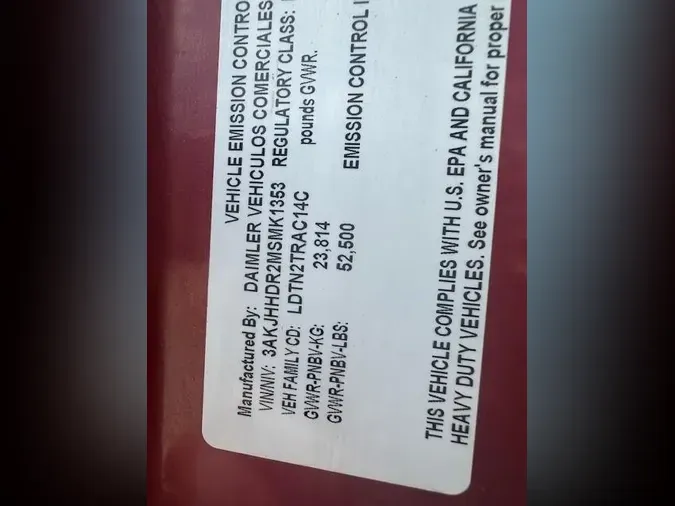 VEHICLE EMISSION CONTRO
Manufactured By: DAIMLER VEHICULOS COMERCIALES
VIN/NIV: 3AKJHHDR2MSMK1353 REGULATORY CLASS:
VEH FAMILY CD: LDTN2TRAC14C pounds GVWR.
GVWR-PNBV-KG: 23,814
GVWR-PNBV-LBS: 52,500 EMISSION CONTROL I
THIS VEHICLE COMPLIES WITH U.S. EPA AND CALIFORNIA
HEAVY DUTY VEHICLES. See owner's manual for proper